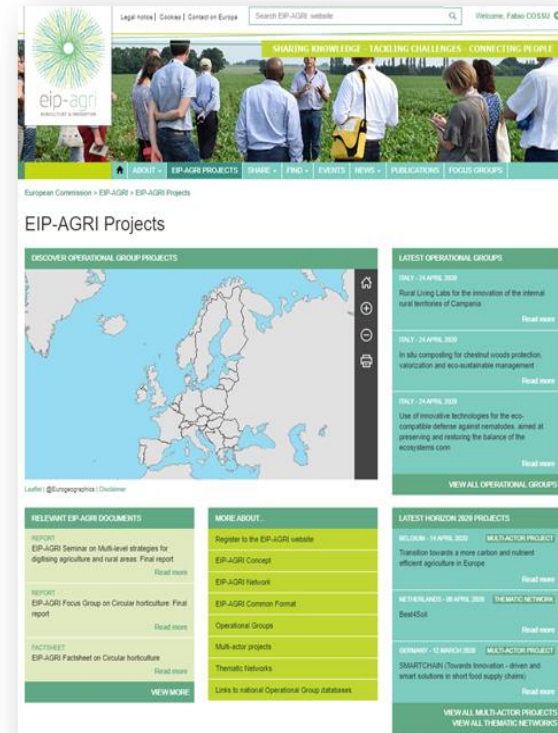 Legal notice | Cookies | Contact on Europa
Search EIP-AGRI website
Welcome, Fabio COSSU
SHARING KNOWLEDGE - TACKLING CHALLENGES - CONNECTING PEOPLE
eip-agri
AGRICULTURE & INNOVATION
ABOUT
EIP-AGRI PROJECTS
SHARE
FIND
EVENTS
NEWS
PUBLICATIONS
FOCUS GROUPS
European Commission > EIP-AGRI > EIP-AGRI Projects
EIP-AGRI Projects
DISCOVER OPERATIONAL GROUP PROJECTS
Leaflet | @Eurogeographics | Disclaimer
LATEST OPERATIONAL GROUPS
ITALY - 24 APRIL 2020
Rural Living Labs for the innovation of the internal
rural territories of Campania
Read more
ITALY - 24 APRIL 2020
In situ composting for chestnut woods protection,
valorization and eco-sustainable management
Read more
ITALY - 24 APRIL 2020
Use of innovative technologies for the eco-
compatible defense against nematodes, aimed at
preserving and restoring the balance of the
ecosystems conn
Read more
VIEW ALL OPERATIONAL GROUPS
RELEVANT EIP-AGRI DOCUMENTS
REPORT
EIP-AGRI Seminar on Multi-level strategies for
digitising agriculture and rural areas: Final report
Read more
REPORT
EIP-AGRI Focus Group on Circular horticulture: Final
report
Read more
FACTSHEET
EIP-AGRI Factsheet on Circular horticulture
Read more
VIEW MORE
MORE ABOUT...
Register to the EIP-AGRI website
EIP-AGRI Concept
EIP-AGRI Network
EIP-AGRI Common Format
Operational Groups
Multi-actor projects
Thematic Networks
Links to national Operational Group databases
LATEST HORIZON 2020 PROJECTS
BELGIUM - 14 APRIL 2020
MULTI-ACTOR PROJECT
Transition towards a more carbon and nutrient
efficient agriculture in Europe
Read more
NETHERLANDS - 08 APRIL 2020
THEMATIC NETWORK
Best4Soil
Read more
GERMANY - 12 MARCH 2020
MULTI-ACTOR PROJECT
SMARTCHAIN (Towards Innovation - driven and
smart solutions in short food supply chains)
Read more
VIEW ALL MULTI-ACTOR PROJECTS
VIEW ALL THEMATIC NETWORKS